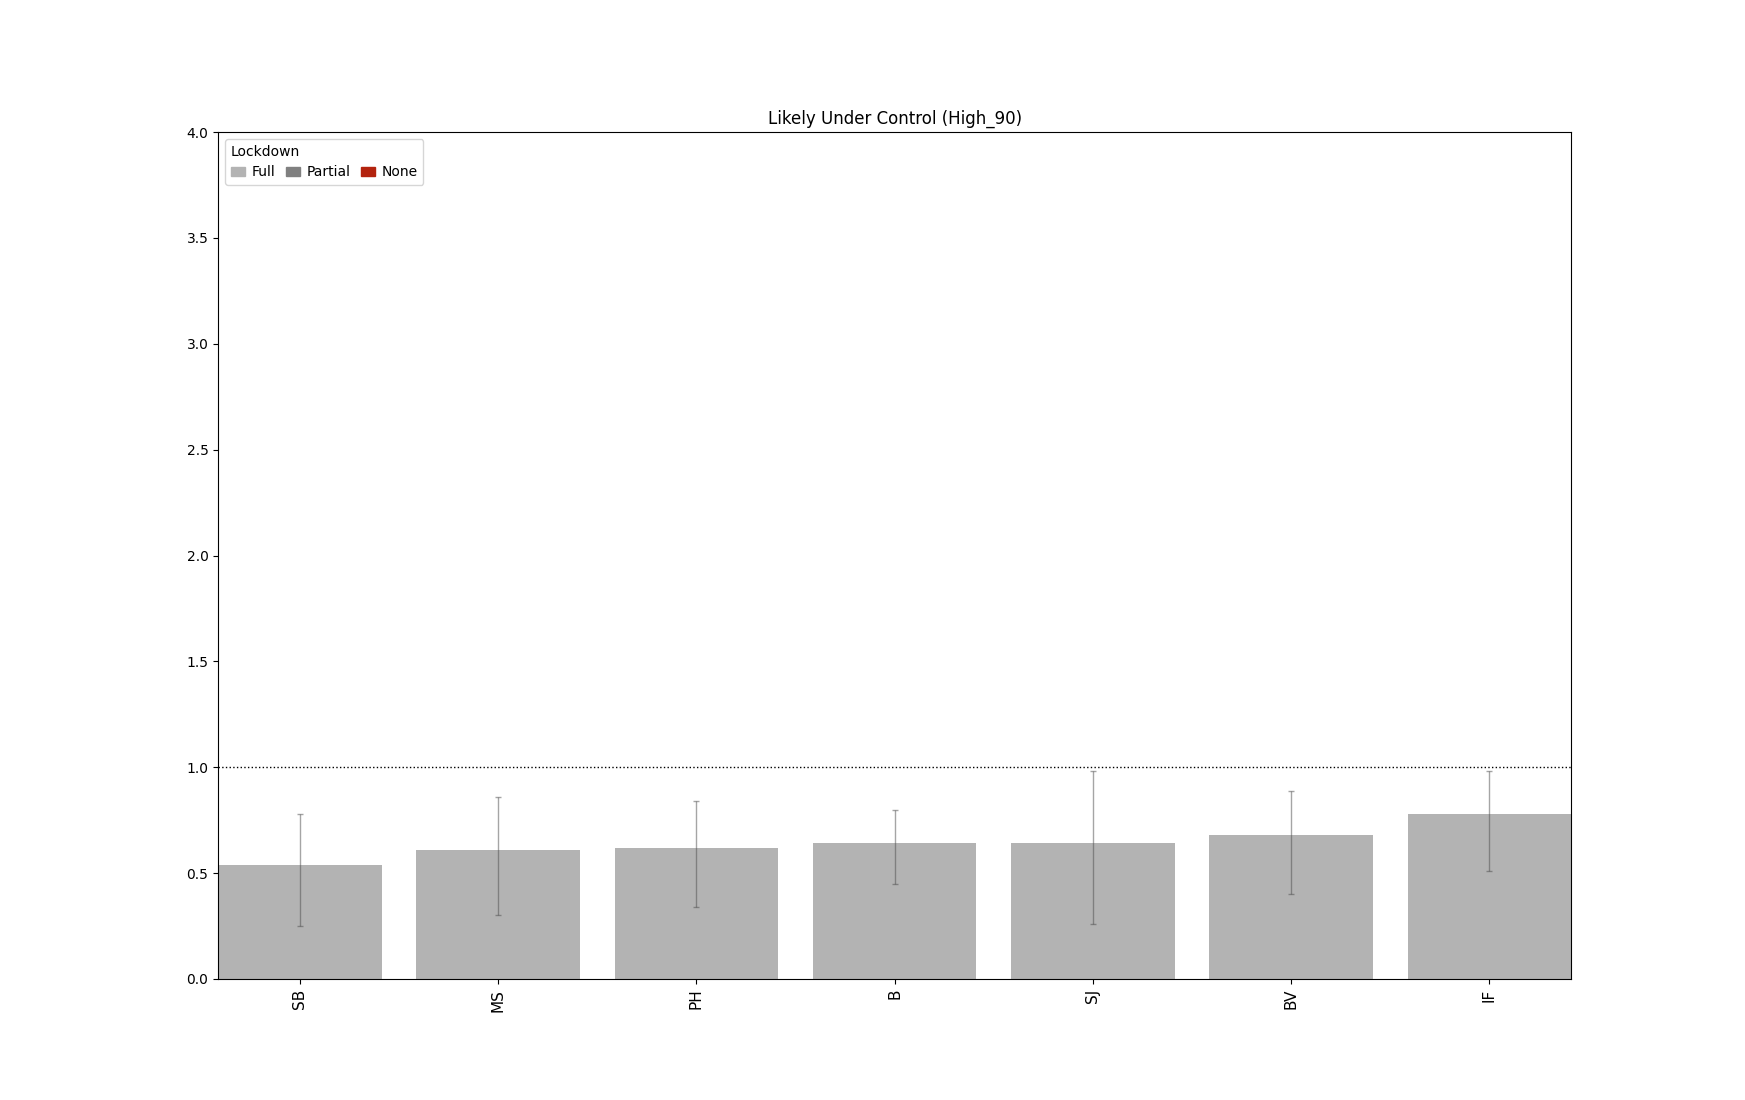 Likely Under Control (High_90)
Lockdown
Full Partial None
4.0
3.5
3.0
2.5
2.0
1.5
1.0
0.5
0.0
SB MS PH B SJ BV IF